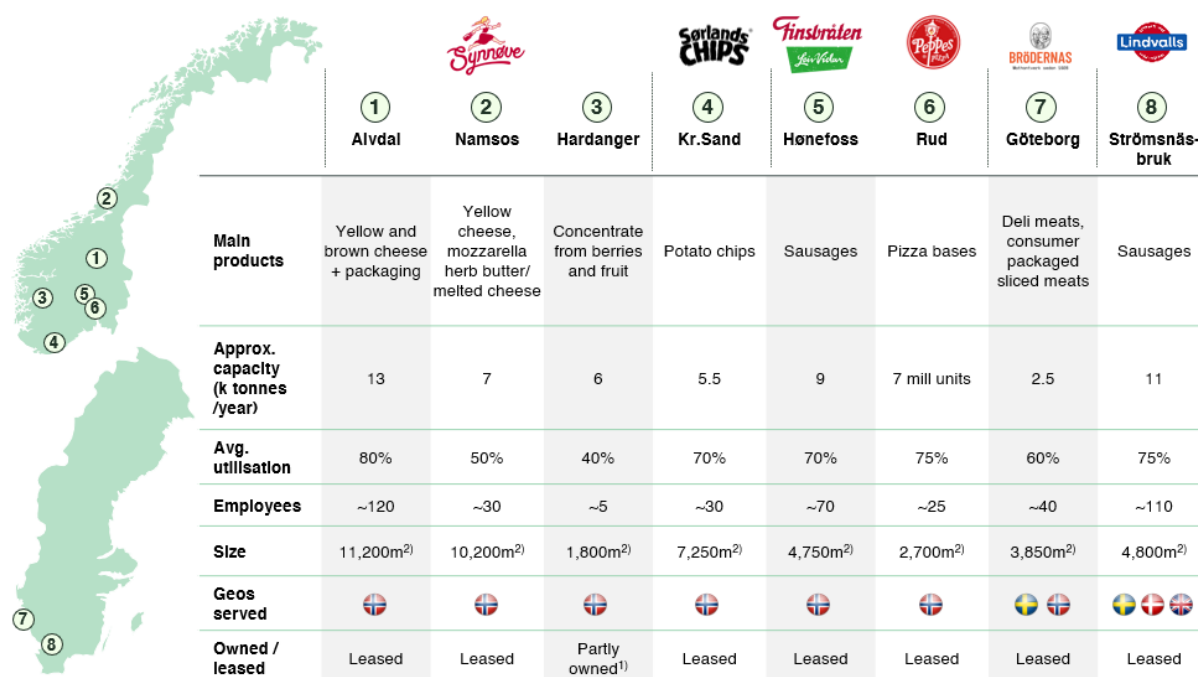 Synnøve
Sørlands
CHIPS
Finsbråten
Leiv Vidar
Peppes
PIZZA
BRÖDERNAS
Lindvalls
1 2 3 4 5 6 7 8
Alvdal Namsos Hardanger Kr.Sand Hønefoss Rud Göteborg Strömsnäs-
bruk
Main
products
Yellow and
brown cheese
+ packaging
Yellow
cheese,
mozzarella
herb butter/
melted cheese
Concentrate
from berries
and fruit
Potato chips
Sausages
Pizza bases
Deli meats,
consumer
packaged
sliced meats
Sausages
Approx.
capacity
(k tonnes
/year)
13 7 6 5.5 9 7 mill units 2.5 11
Avg.
utilisation
80% 50% 40% 70% 70% 75% 60% 75%
Employees ~120 ~30 ~5 ~30 ~70 ~25 ~40 ~110
Size 11,200m2) 10,200m2) 1,800m2) 7,250m2) 4,750m2) 2,700m2) 3,850m2) 4,800m2)
Geos
served
Owned /
leased
Leased Leased Partly
owned1)
Leased Leased Leased Leased Leased
2
1
3
5
6
4
7
8